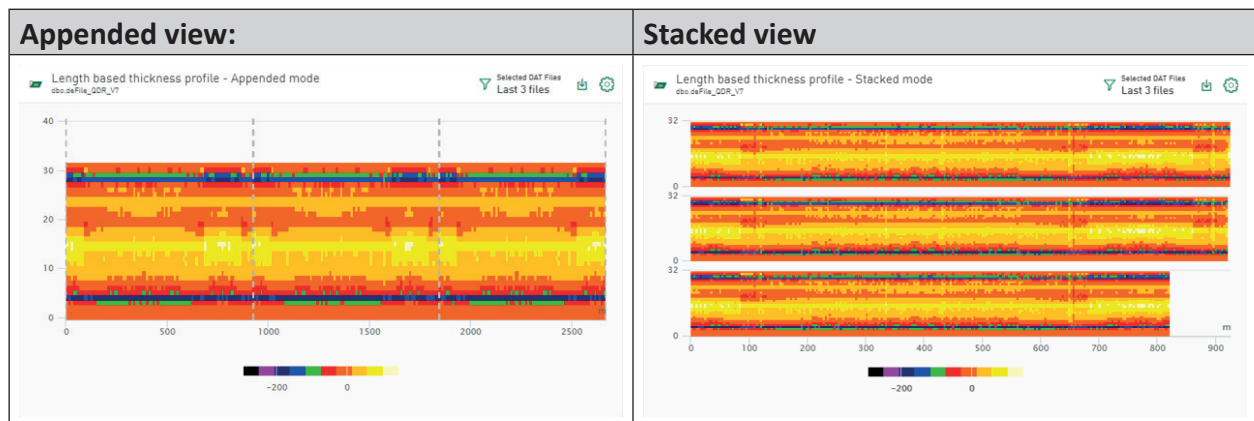 Appended view:
Stacked view
Length based thickness profile - Appended mode
dbo.deFile_QDR_V7
Selected DAT Files
Last 3 files
40
30
20
10
0
0 500 1000 1500 2000 2500
m
-200 0
Length based thickness profile - Stacked mode
dbo.deFile_QDR_V7
Selected DAT Files
Last 3 files
32
0
32
0
32
0
m
0 100 200 300 400 500 600 700 800 900
-200 0